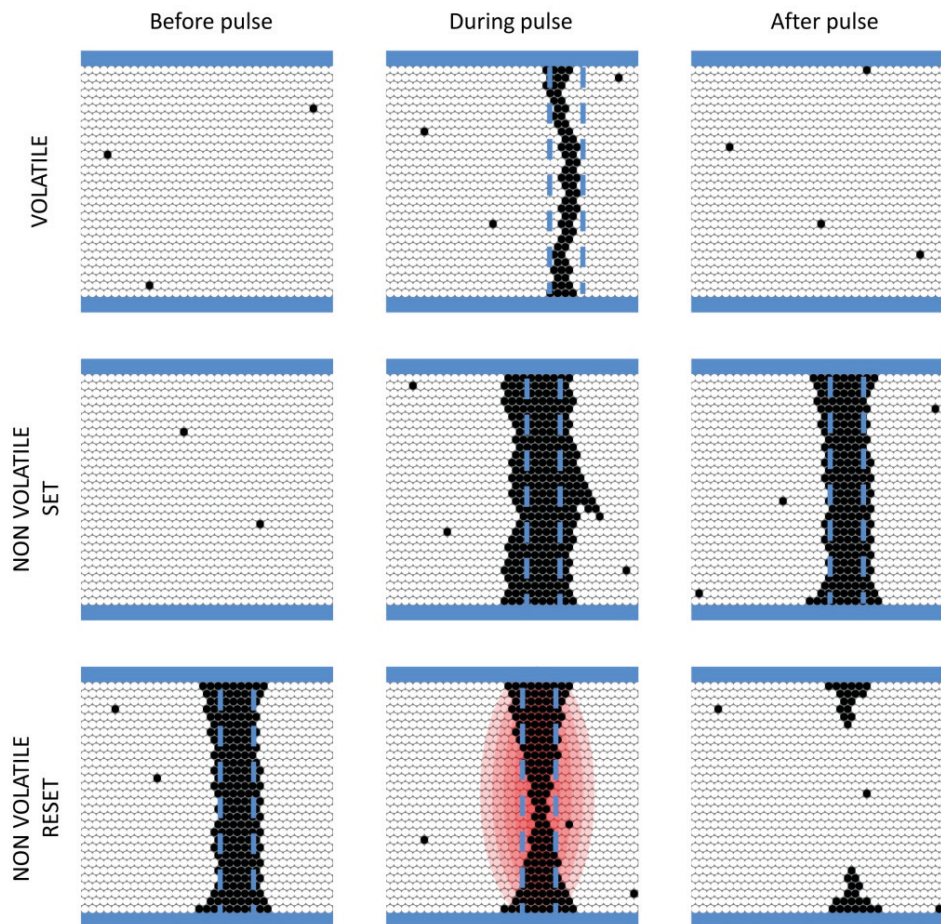 Before pulse
During pulse
After pulse
VOLATILE
NON VOLATILE
SET
NON VOLATILE
RESET